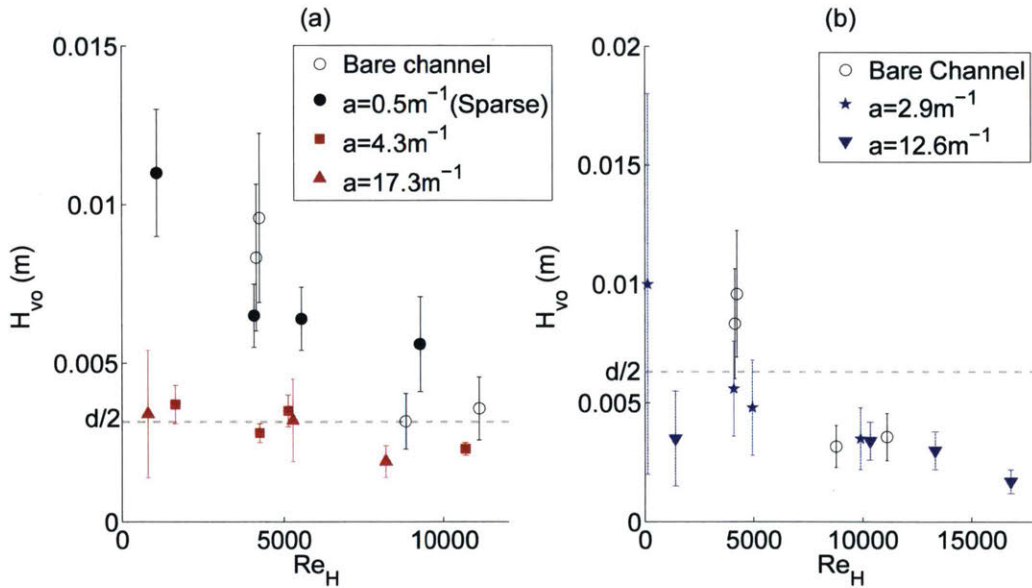 (a)
0.015
0.01
0.005
d/2
0
H_vo (m)
0
5000
10000
Re_H
Bare channel
a=0.5m⁻¹(Sparse)
a=4.3m⁻¹
a=17.3m⁻¹
(b)
0.02
0.015
0.01
d/2
0.005
0
H_vo (m)
0
5000
10000
15000
Re_H
Bare Channel
a=2.9m⁻¹
a=12.6m⁻¹